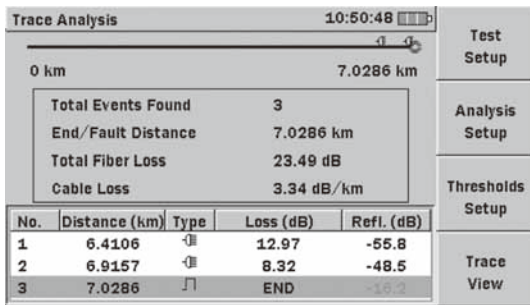 Trace Analysis 10:50:48
0 km 7.0286 km
Total Events Found 3
End/Fault Distance 7.0286 km
Total Fiber Loss 23.49 dB
Cable Loss 3.34 dB/km
No. Distance (km) Type Loss (dB) Refl. (dB)
1 6.4106 12.97 -55.8
2 6.9157 8.32 -48.5
3 7.0286 END -16.2
Test
Setup
Analysis
Setup
Thresholds
Setup
Trace
View